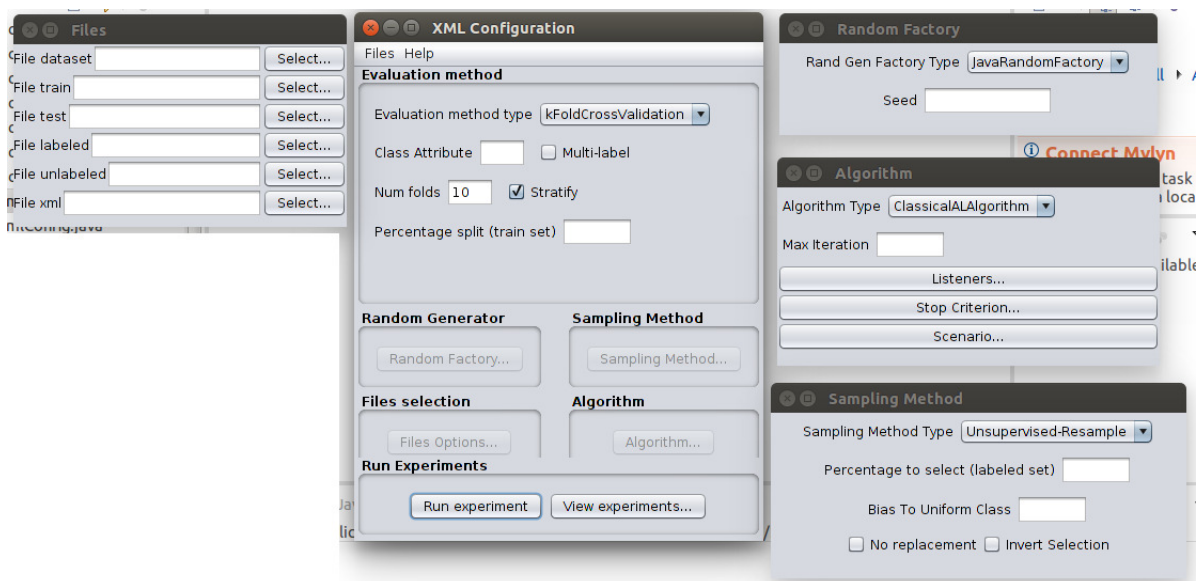 Files
File dataset Select...
File train Select...
File test Select...
File labeled Select...
File unlabeled Select...
File xml Select...
XML Configuration
Files Help
Evaluation method
Evaluation method type kFoldCrossValidation
Class Attribute Multi-label
Num folds 10 Stratify
Percentage split (train set)
Random Generator Sampling Method
Random Factory... Sampling Method...
Files selection Algorithm
Files Options... Algorithm...
Run Experiments
Run experiment View experiments...
Random Factory
Rand Gen Factory Type JavaRandomFactory
Seed
Connect Mylyn
task
Algorithm
Algorithm Type ClassicalALAlgorithm
Max Iteration
Listeners...
Stop Criterion...
Scenario...
Sampling Method
Sampling Method Type Unsupervised-Resample
Percentage to select (labeled set)
Bias To Uniform Class
No replacement Invert Selection